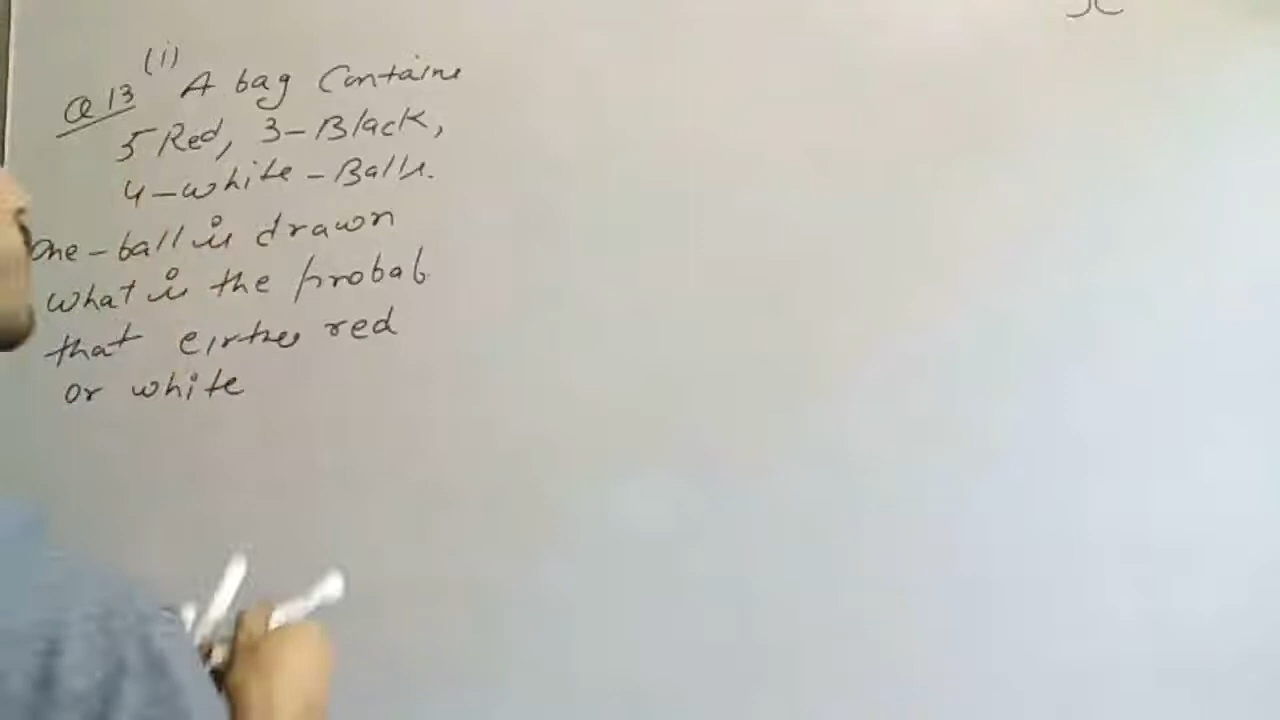 Q13 (i) A bag Contains
5 Red, 3-Black,
4-white-Balls.
One-ball is drawn
what is the probab
that either red
or white